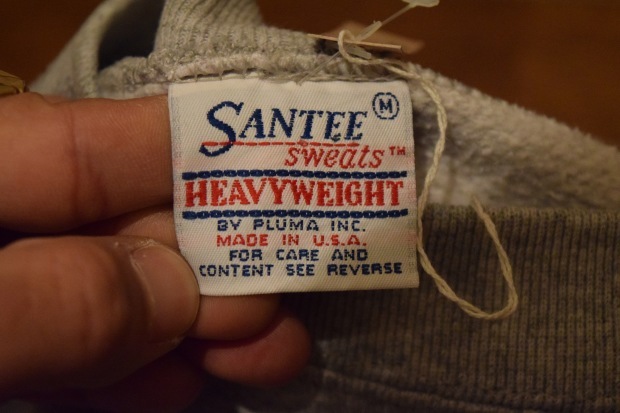 SANTEE M
sweats™
HEAVYWEIGHT
BY PLUMA INC.
MADE IN U.S.A.
FOR CARE AND
CONTENT SEE REVERSE